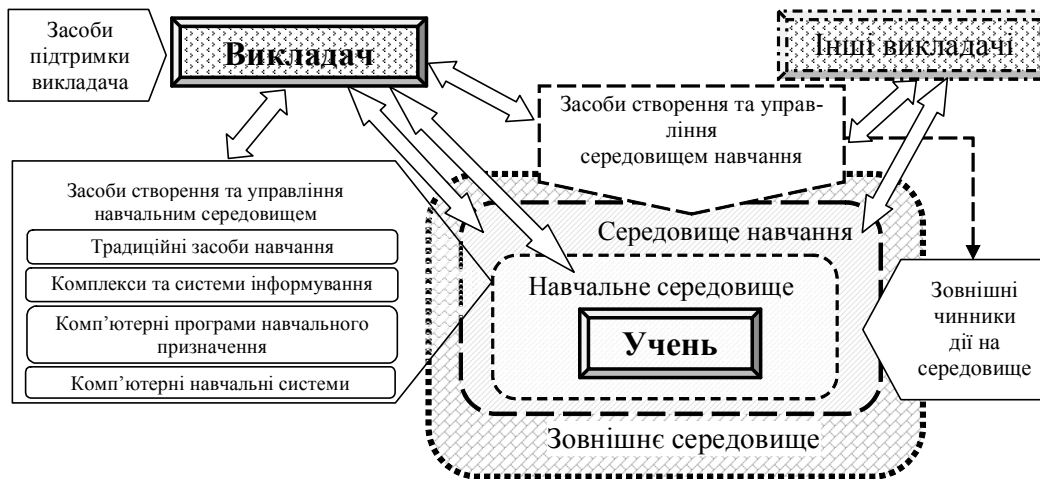 Засоби
підтримки
викладача
Викладач
Інші викладачі
Засоби створення та управ-
ління
середовищем навчання
Засоби створення та управління
навчальним середовищем
Традиційні засоби навчання
Комплекси та системи інформування
Комп’ютерні програми навчального
призначення
Комп’ютерні навчальні системи
Середовище навчання
Навчальне середовище
Учень
Зовнішнє середовище
Зовнішні
чинники
дії на
середовище